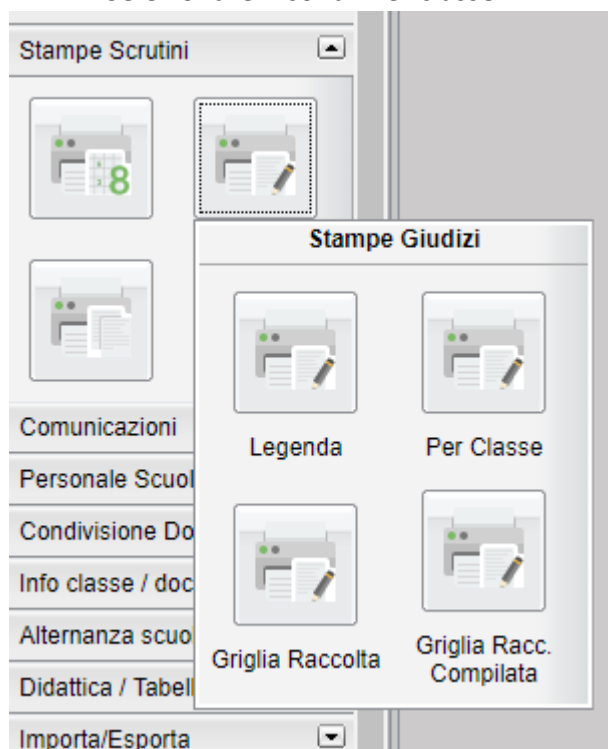 Stampe Scrutini
8
Stampe Giudizi
Legenda
Per Classe
Griglia Raccolta
Griglia Racc.
Compilata
Comunicazioni
Personale Scuol
Condivisione Do
Info classe / doc
Alternanza scuo
Didattica / Tabell
Importa/Esporta